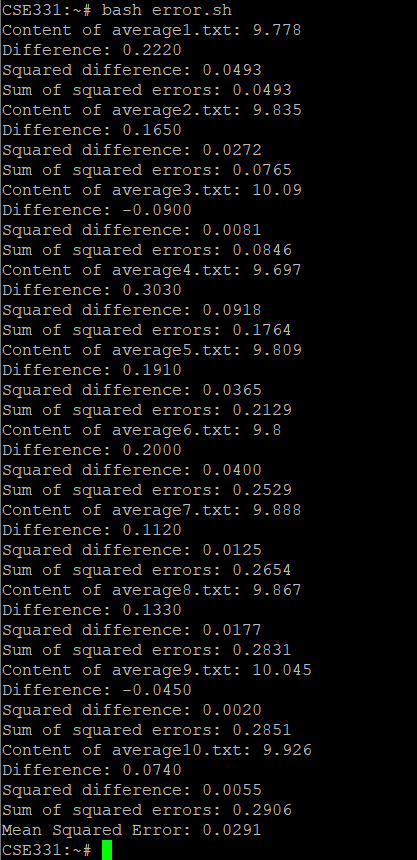 CSE331:~# bash error.sh
Content of average1.txt: 9.778
Difference: 0.2220
Squared difference: 0.0493
Sum of squared errors: 0.0493
Content of average2.txt: 9.835
Difference: 0.1650
Squared difference: 0.0272
Sum of squared errors: 0.0765
Content of average3.txt: 10.09
Difference: -0.0900
Squared difference: 0.0081
Sum of squared errors: 0.0846
Content of average4.txt: 9.697
Difference: 0.3030
Squared difference: 0.0918
Sum of squared errors: 0.1764
Content of average5.txt: 9.809
Difference: 0.1910
Squared difference: 0.0365
Sum of squared errors: 0.2129
Content of average6.txt: 9.8
Difference: 0.2000
Squared difference: 0.0400
Sum of squared errors: 0.2529
Content of average7.txt: 9.888
Difference: 0.1120
Squared difference: 0.0125
Sum of squared errors: 0.2654
Content of average8.txt: 9.867
Difference: 0.1330
Squared difference: 0.0177
Sum of squared errors: 0.2831
Content of average9.txt: 10.045
Difference: -0.0450
Squared difference: 0.0020
Sum of squared errors: 0.2851
Content of average10.txt: 9.926
Difference: 0.0740
Squared difference: 0.0055
Sum of squared errors: 0.2906
Mean Squared Error: 0.0291
CSE331:~#